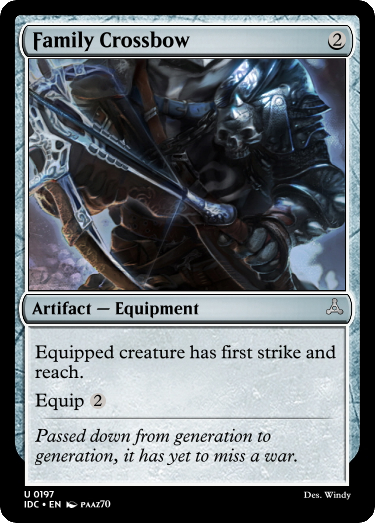 Family Crossbow 2
Artifact — Equipment
Equipped creature has first strike and
reach.
Equip 2
Passed down from generation to
generation, it has yet to miss a war.
U 0197
IDC • EN PAAZ70
Des. Windy